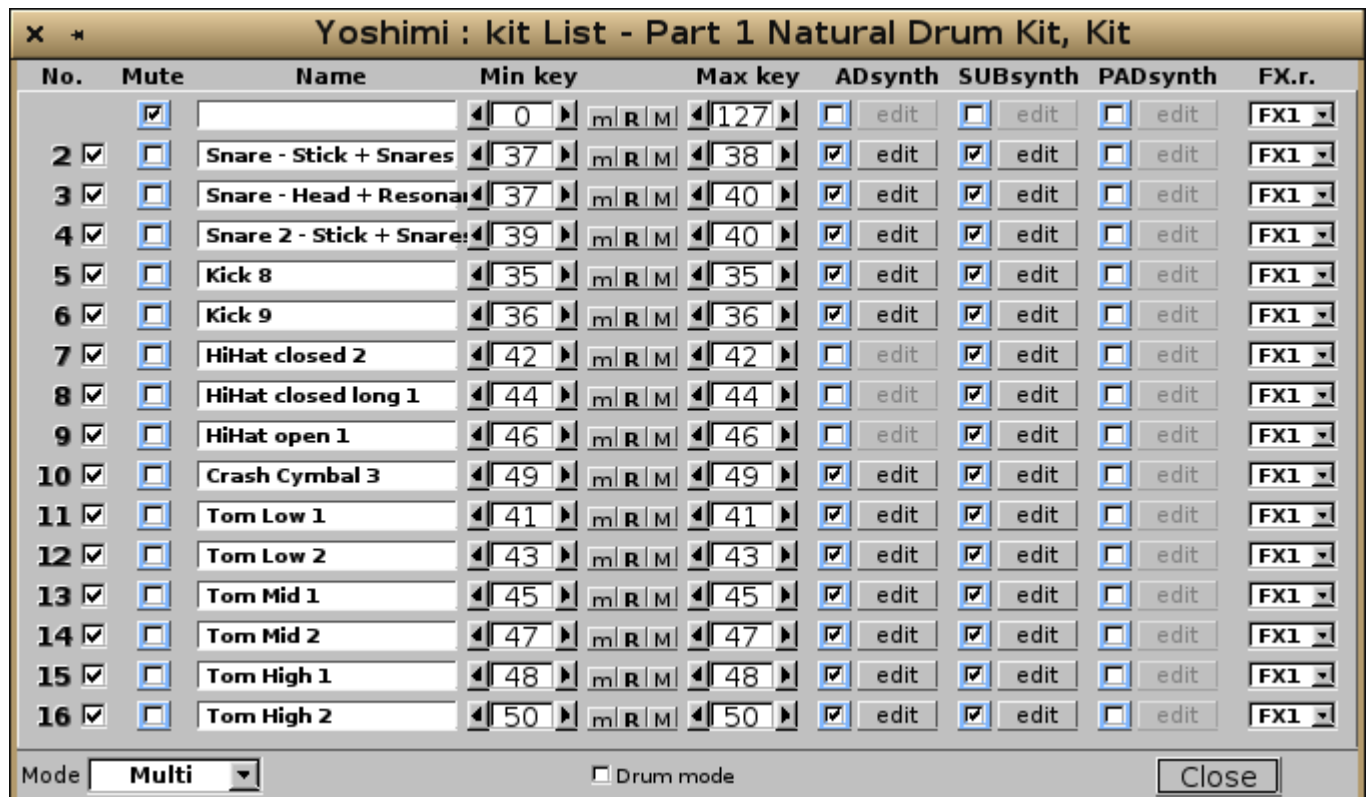 Yoshimi : kit List - Part 1 Natural Drum Kit, Kit
No. Mute Name Min key Max key ADsynth SUBsynth PADsynth FX.r.
0 m R M 127 edit edit edit FX1
2 Snare - Stick + Snares 37 m R M 38 edit edit edit FX1
3 Snare - Head + Resona 37 m R M 40 edit edit edit FX1
4 Snare 2 - Stick + Snares 39 m R M 40 edit edit edit FX1
5 Kick 8 35 m R M 35 edit edit edit FX1
6 Kick 9 36 m R M 36 edit edit edit FX1
7 HiHat closed 2 42 m R M 42 edit edit edit FX1
8 HiHat closed long 1 44 m R M 44 edit edit edit FX1
9 HiHat open 1 46 m R M 46 edit edit edit FX1
10 Crash Cymbal 3 49 m R M 49 edit edit edit FX1
11 Tom Low 1 41 m R M 41 edit edit edit FX1
12 Tom Low 2 43 m R M 43 edit edit edit FX1
13 Tom Mid 1 45 m R M 45 edit edit edit FX1
14 Tom Mid 2 47 m R M 47 edit edit edit FX1
15 Tom High 1 48 m R M 48 edit edit edit FX1
16 Tom High 2 50 m R M 50 edit edit edit FX1
Mode Multi Drum mode Close